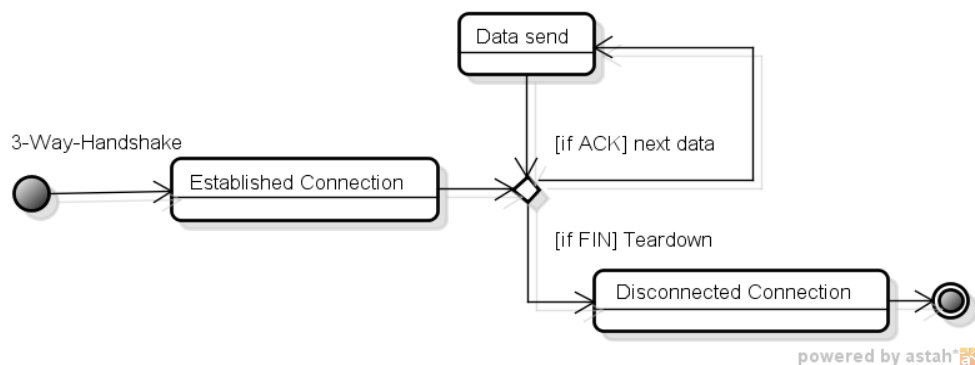 Data send
3-Way-Handshake
[if ACK] next data
Established Connection
[if FIN] Teardown
Disconnected Connection
powered by astah*